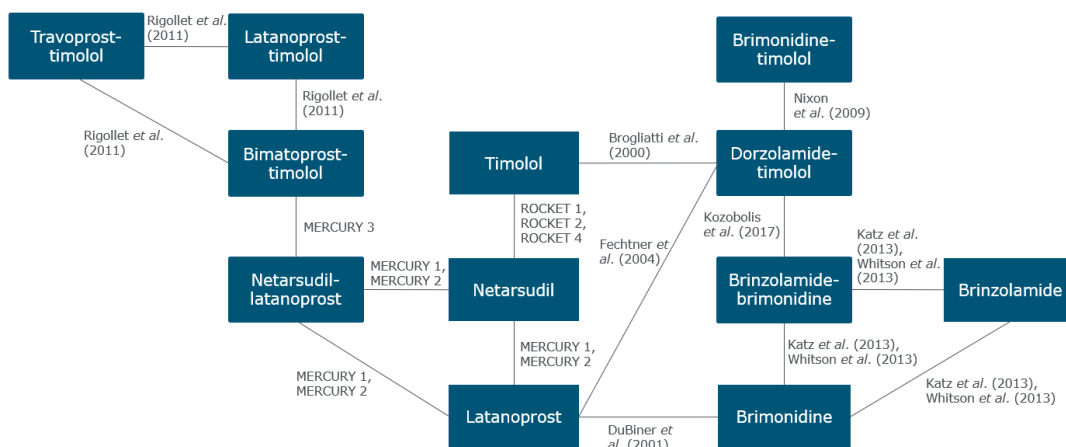 Rigollet et al.
(2011)
Travoprost-
timolol
Latanoprost-
timolol
Brimonidine-
timolol
Rigollet et al.
(2011)
Nixon
et al. (2009)
Rigollet et al.
(2011)
Brogliatti et al.
(2000)
Bimatoprost-
timolol
Timolol
Dorzolamide-
timolol
MERCURY 3
ROCKET 1,
ROCKET 2,
ROCKET 4
Fechtner et
al. (2004)
Kozobolis
et al. (2017)
Katz et al.
(2013),
Whitson et al.
(2013)
Netarsudil-
latanoprost
MERCURY 1,
MERCURY 2
Netarsudil
Brinzolamide-
brimonidine
Brinzolamide
MERCURY 1,
MERCURY 2
MERCURY 1,
MERCURY 2
Katz et al. (2013),
Whitson et al. (2013)
Katz et al. (2013),
Whitson et al. (2013)
Latanoprost
DuBiner et
al. (2001)
Brimonidine